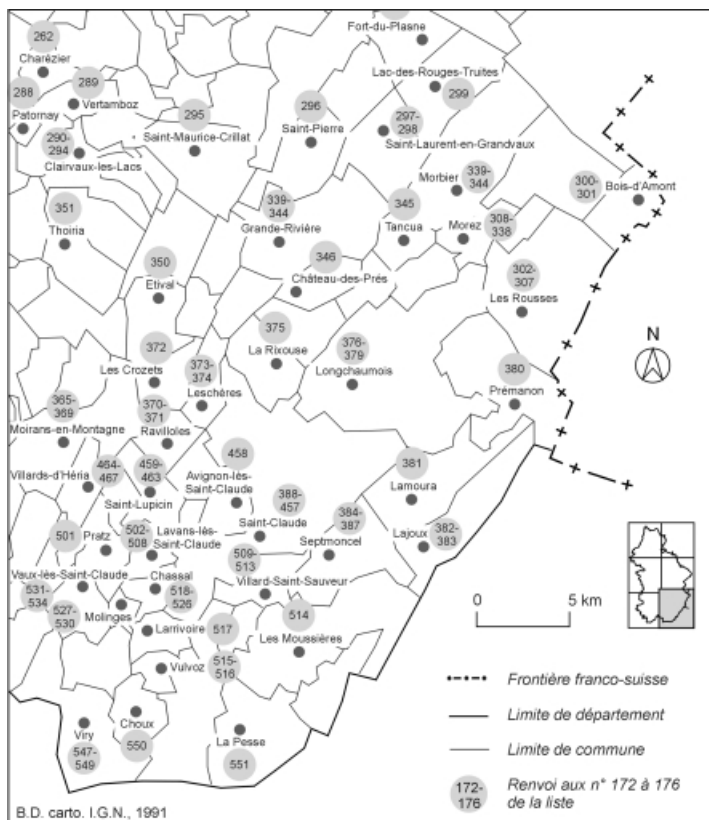 Fort-du-Plasne
262
Charézier
Lac-des-Rouges-Truites
289
288
Vertamboz
299
Patornay
295
296
297-
298
Saint-Maurice-Crillat
Saint-Pierre
Saint-Laurent-en-Grandvaux
290-
294
Clairvaux-les-Lacs
Morbier
339-
344
300-
301
Bois-d'Amont
351
339-
344
345
Thoiria
Grande-Rivière
Tancua
Morez
308-
338
350
346
302-
307
Etival
Château-des-Prés
Les Rousses
N
375
372
376-
379
Les Crozets
373-
374
La Rixouse
Longchaumois
380
Leschères
Prémanon
365-
369
370-
371
Moirans-en-Montagne
Ravilloles
458
464-
467
459-
463
381
Villards-d'Héria
Avignon-lès-
Saint-Claude
388-
457
Lamoura
Saint-Lupicin
384-
387
501
502-
508
Lavans-lès-
Saint-Claude
Saint-Claude
Lajoux
382-
383
Pratz
509-
513
Septmoncel
Vaux-lès-Saint-Claude
Chassal
Villard-Saint-Sauveur
531-
534
518-
526
0
5 km
527-
530
Molinges
514
Larrivoire
517
Les Moussières
Vulvoz
515-
516
Frontière franco-suisse
Choux
Limite de département
Viry
La Pesse
547-
549
550
551
Limite de commune
172-
176
Renvoi aux n° 172 à 176
de la liste
B.D. carto. I.G.N., 1991